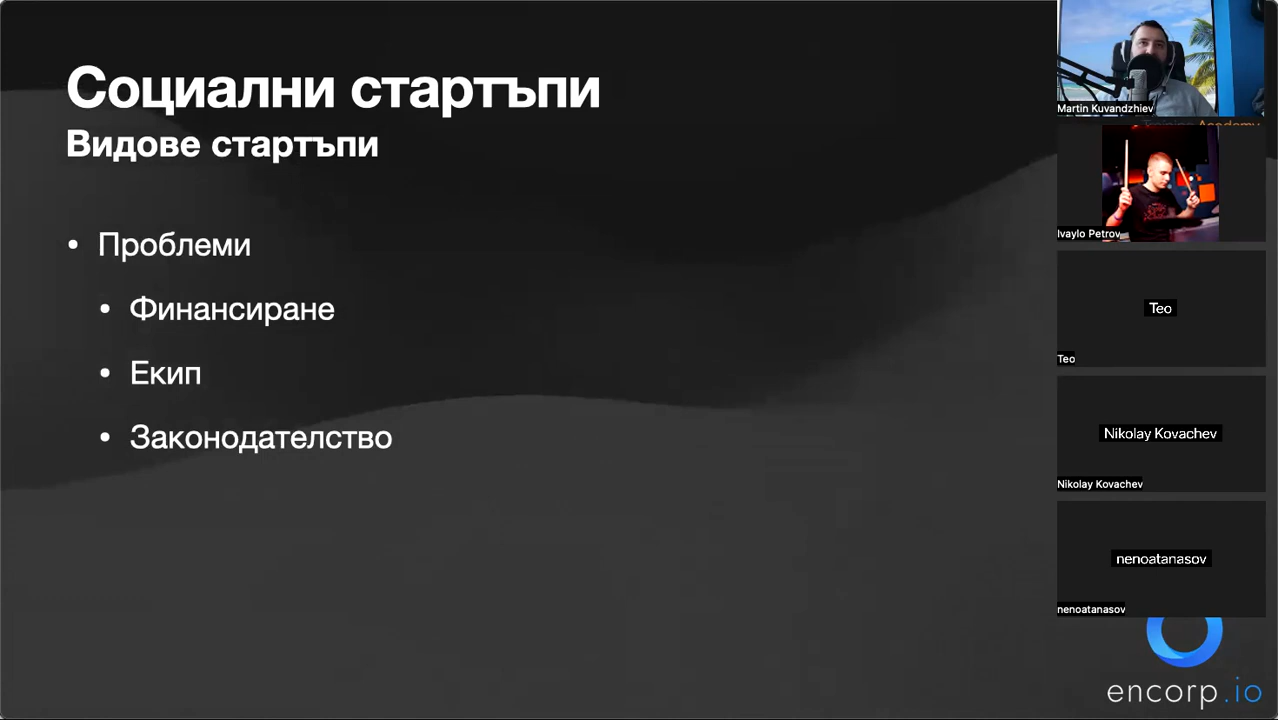 Социални стартъпи
Видове стартъпи
• Проблеми
• Финансиране
• Екип
• Законодателство
Martin Kuvandzhiev
Academy
Ivaylo Petrov
Teo
Teo
Nikolay Kovachev
Nikolay Kovachev
nenoatanasov
nenoatanasov
encorp.io